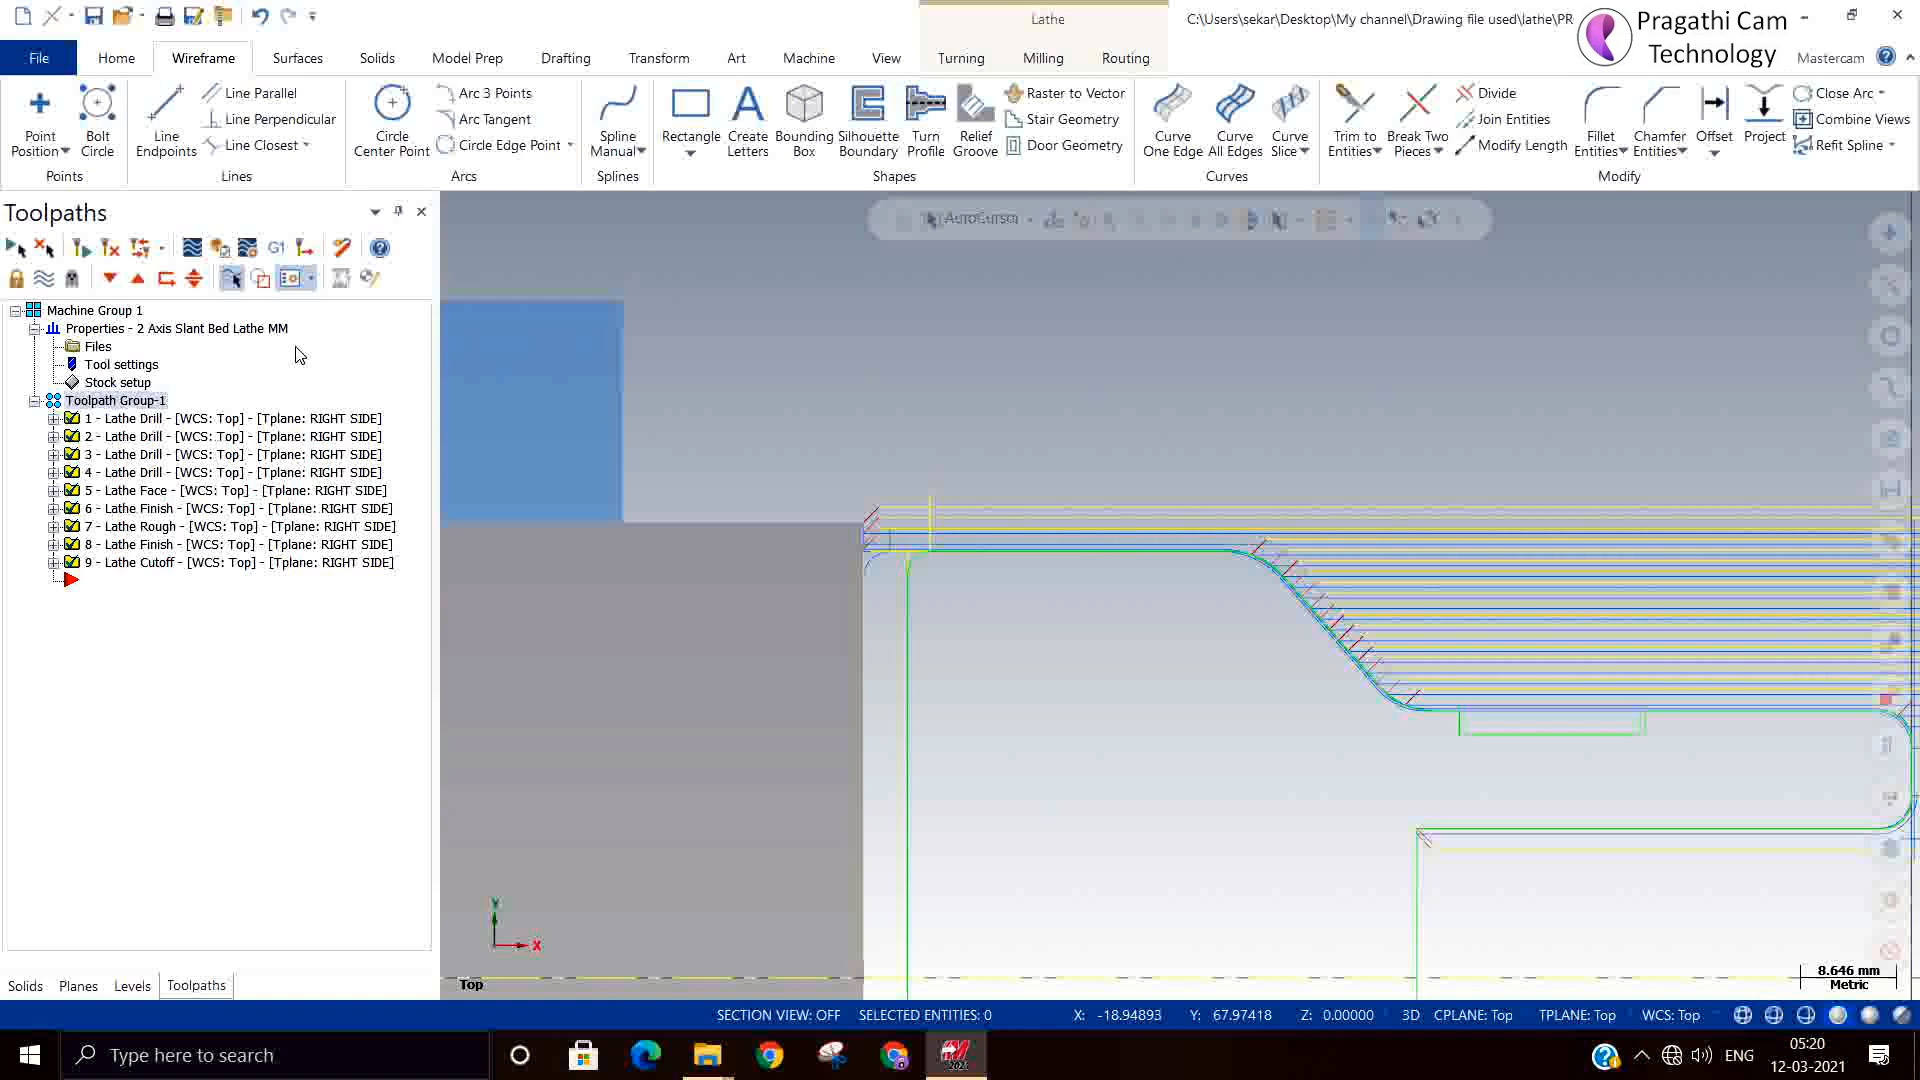 Lathe
C:\Users\sekar\Desktop\My channel\Drawing file used\lathe\PR
Pragathi Cam
Technology
File
Home
Wireframe
Surfaces
Solids
Model Prep
Drafting
Transform
Art
Machine
View
Turning
Milling
Routing
Mastercam
Point
Position
Bolt
Circle
Points
Line
Endpoints
Line Parallel
Line Perpendicular
Line Closest
Lines
Circle
Center Point
Arc 3 Points
Arc Tangent
Circle Edge Point
Arcs
Spline
Manual
Splines
Rectangle
Create
Letters
Bounding
Box
Silhouette
Boundary
Turn
Profile
Relief
Groove
Raster to Vector
Stair Geometry
Door Geometry
Shapes
Curve
One Edge
Curve
All Edges
Curve
Slice
Curves
Trim to
Entities
Break Two
Pieces
Divide
Join Entities
Modify Length
Fillet
Entities
Chamfer
Entities
Offset
Project
Close Arc
Combine Views
Refit Spline
Modify
Toolpaths
AutoCursor
G1
Machine Group 1
Properties - 2 Axis Slant Bed Lathe MM
Files
Tool settings
Stock setup
Toolpath Group-1
1 - Lathe Drill - [WCS: Top] - [Tplane: RIGHT SIDE]
2 - Lathe Drill - [WCS: Top] - [Tplane: RIGHT SIDE]
3 - Lathe Drill - [WCS: Top] - [Tplane: RIGHT SIDE]
4 - Lathe Drill - [WCS: Top] - [Tplane: RIGHT SIDE]
5 - Lathe Face - [WCS: Top] - [Tplane: RIGHT SIDE]
6 - Lathe Finish - [WCS: Top] - [Tplane: RIGHT SIDE]
7 - Lathe Rough - [WCS: Top] - [Tplane: RIGHT SIDE]
8 - Lathe Finish - [WCS: Top] - [Tplane: RIGHT SIDE]
9 - Lathe Cutoff - [WCS: Top] - [Tplane: RIGHT SIDE]
Y
X
Top
8.646 mm
Metric
Solids
Planes
Levels
Toolpaths
SECTION VIEW: OFF
SELECTED ENTITIES: 0
X: -18.94893
Y: 67.97418
Z: 0.00000
3D
CPLANE: Top
TPLANE: Top
WCS: Top
Type here to search
2021
ENG
05:20
12-03-2021